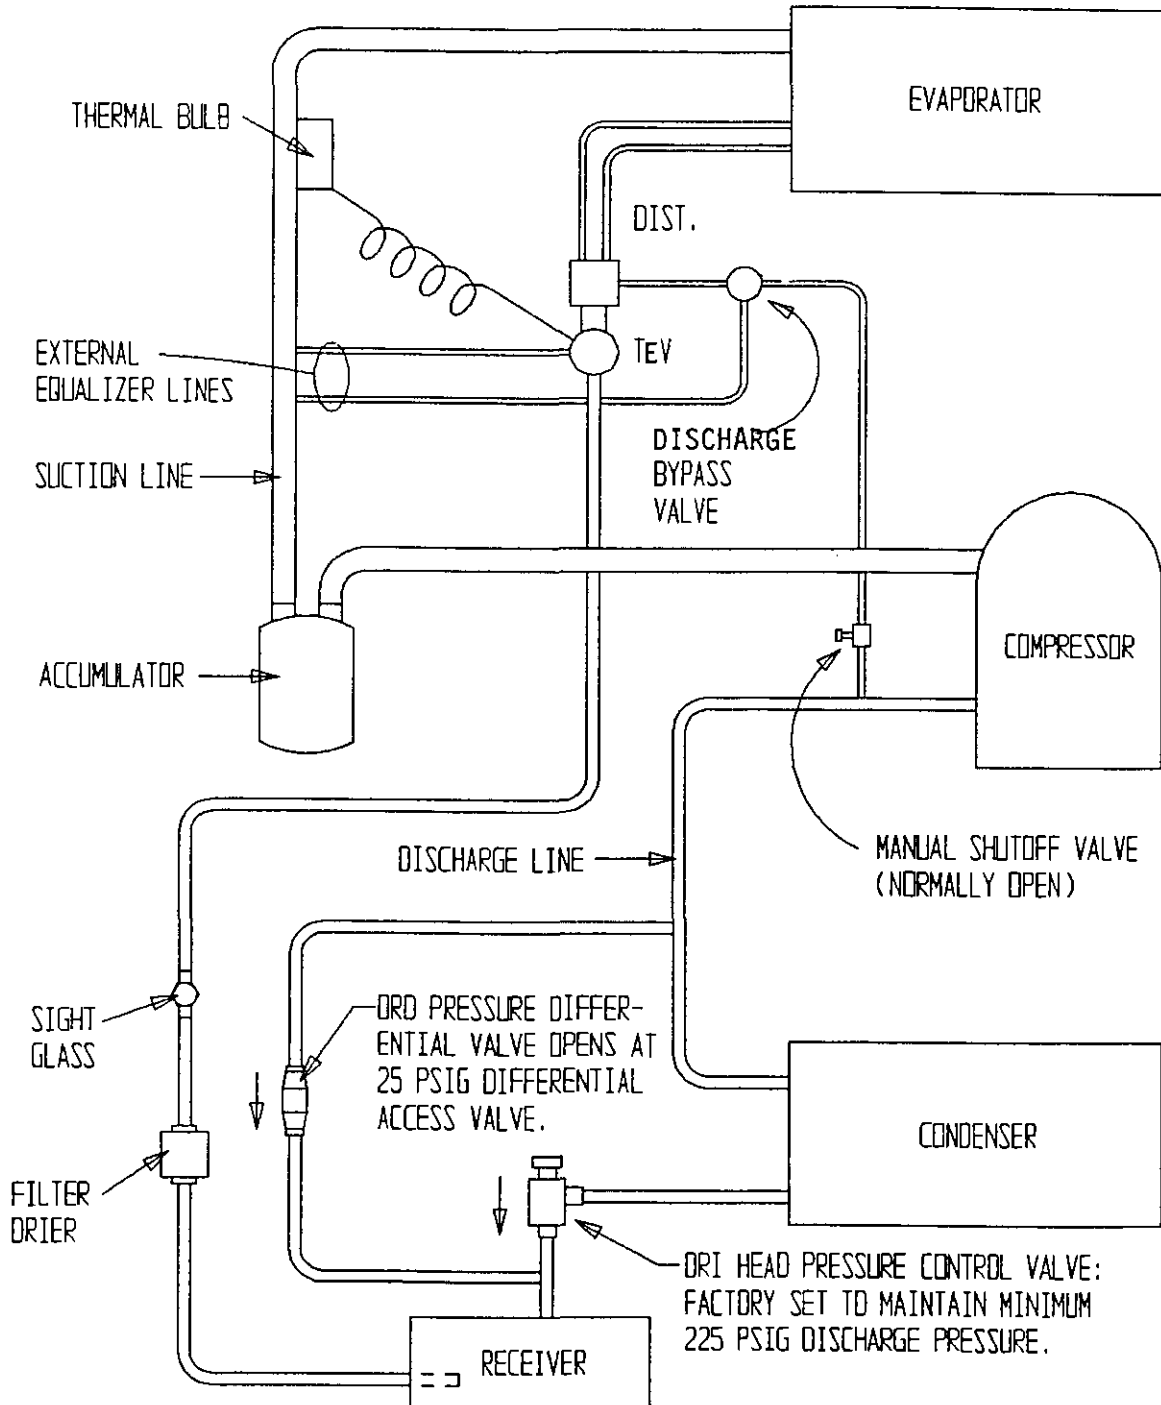 EVAPORATOR
THERMAL BULB
DIST.
TEV
EXTERNAL
EQUALIZER LINES
DISCHARGE
BYPASS
VALVE
SUCTION LINE
COMPRESSOR
ACCUMULATOR
MANUAL SHUTOFF VALVE
(NORMALLY OPEN)
DISCHARGE LINE
SIGHT
GLASS
ORD PRESSURE DIFFER-
ENTIAL VALVE OPENS AT
25 PSIG DIFFERENTIAL
ACCESS VALVE.
CONDENSER
FILTER
DRIER
ORI HEAD PRESSURE CONTROL VALVE:
FACTORY SET TO MAINTAIN MINIMUM
225 PSIG DISCHARGE PRESSURE.
RECEIVER